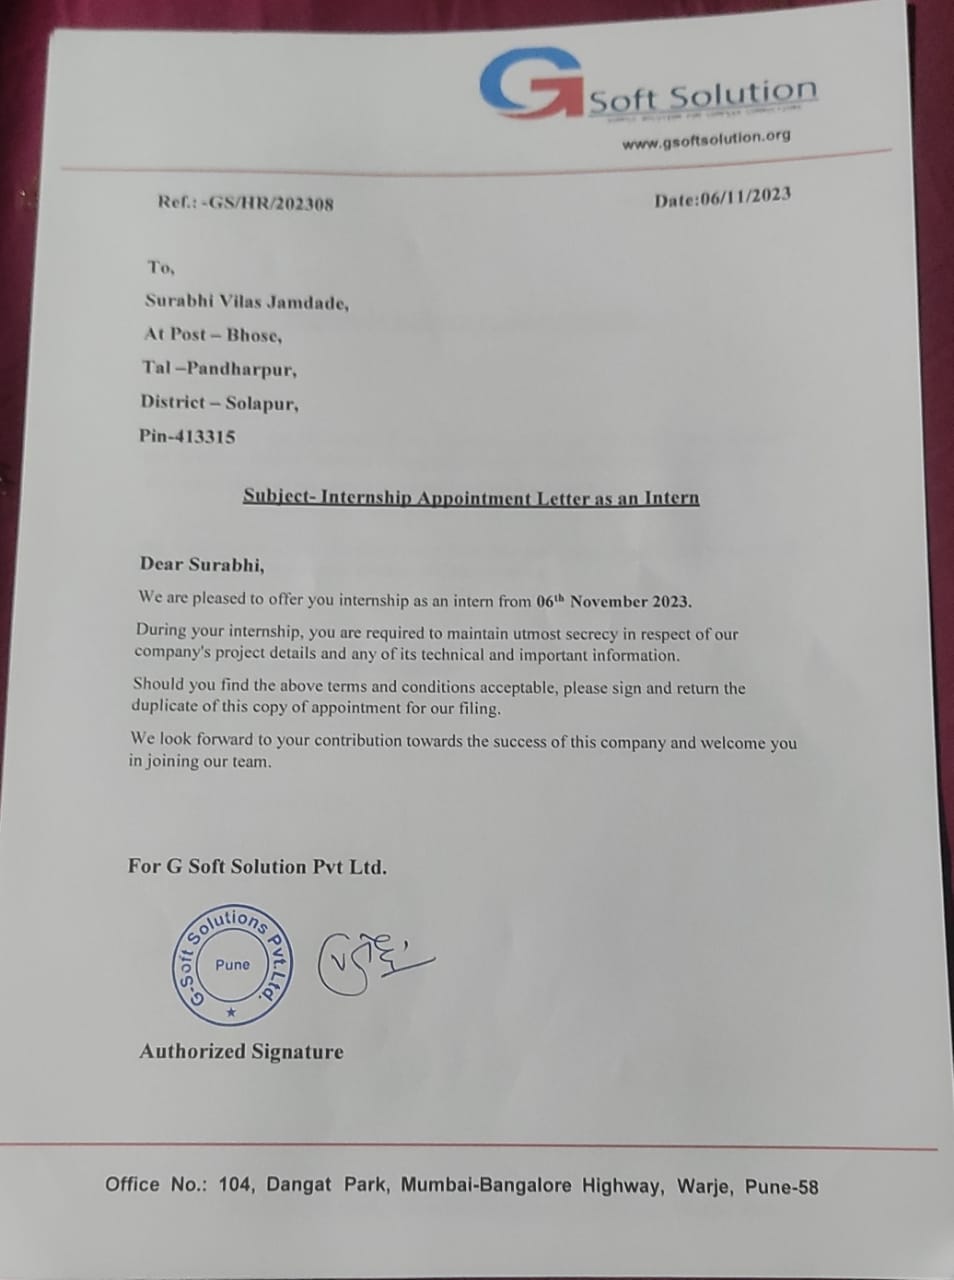 G Soft Solution
www.gsoftsolution.org
Ref.: -GS/HR/202308
Date:06/11/2023
To,
Surabhi Vilas Jamdade,
At Post – Bhose,
Tal –Pandharpur,
District – Solapur,
Pin-413315
Subject- Internship Appointment Letter as an Intern
Dear Surabhi,
We are pleased to offer you internship as an intern from 06th November 2023.
During your internship, you are required to maintain utmost secrecy in respect of our
company's project details and any of its technical and important information.
Should you find the above terms and conditions acceptable, please sign and return the
duplicate of this copy of appointment for our filing.
We look forward to your contribution towards the success of this company and welcome you
in joining our team.
For G Soft Solution Pvt Ltd.
G-Soft Solutions Pvt.Ltd.
Pune
Authorized Signature
Office No.: 104, Dangat Park, Mumbai-Bangalore Highway, Warje, Pune-58